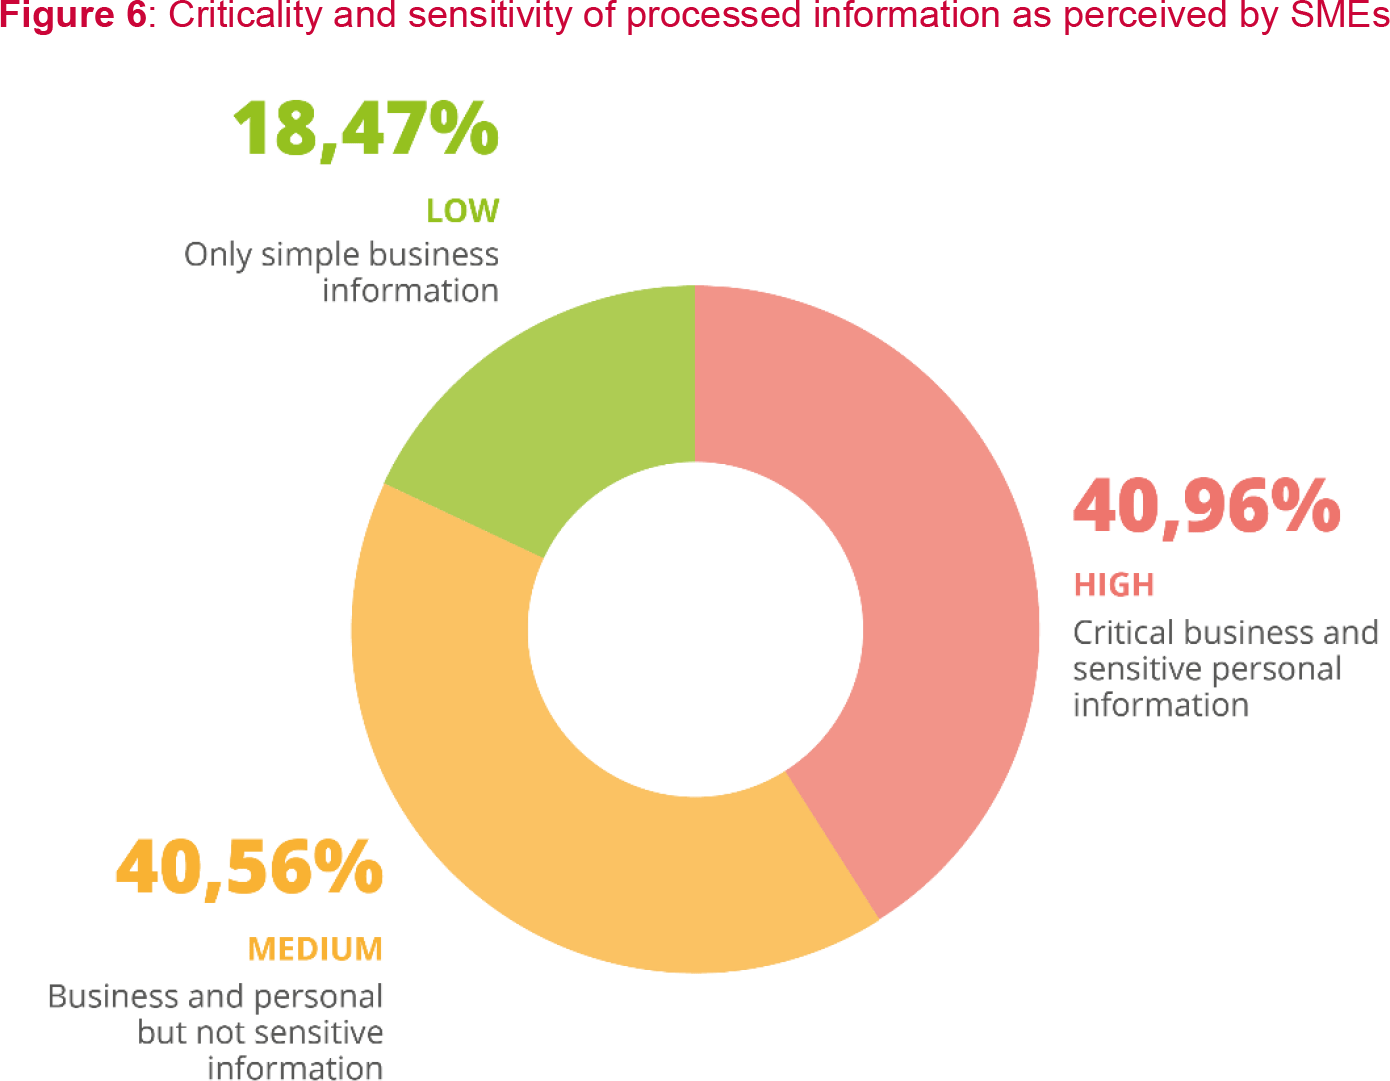 Figure 6: Criticality and sensitivity of processed information as perceived by SMEs
18,47%
LOW
Only simple business
information
40,96%
HIGH
Critical business and
sensitive personal
information
40,56%
MEDIUM
Business and personal
but not sensitive
information